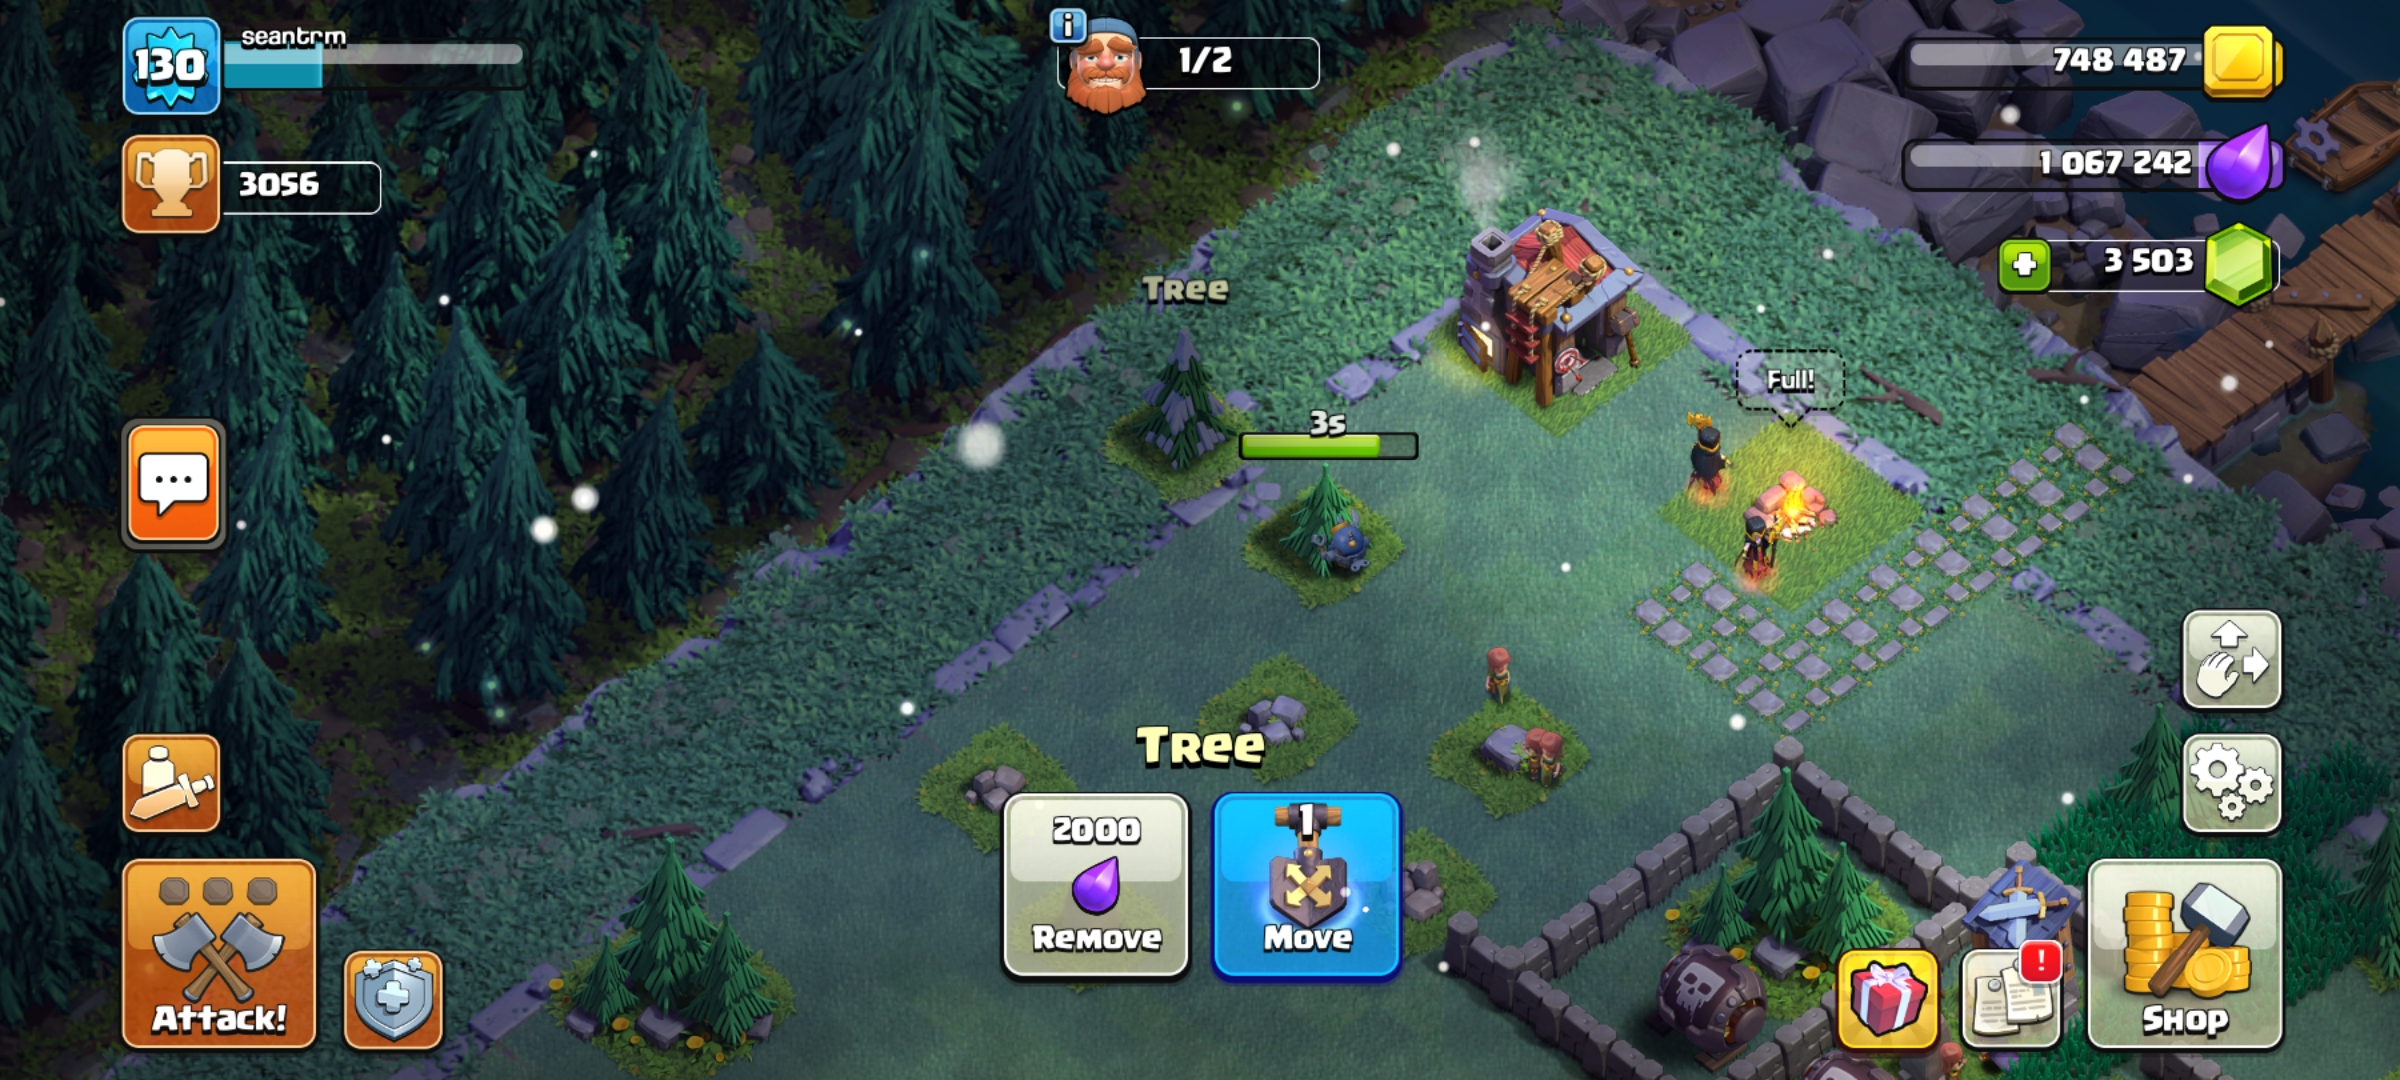 130
seantrm
1/2
748 487
3056
1 067 242
3 503
Tree
Full!
3s
Tree
2000
Remove
1
Move
Attack!
!
Shop